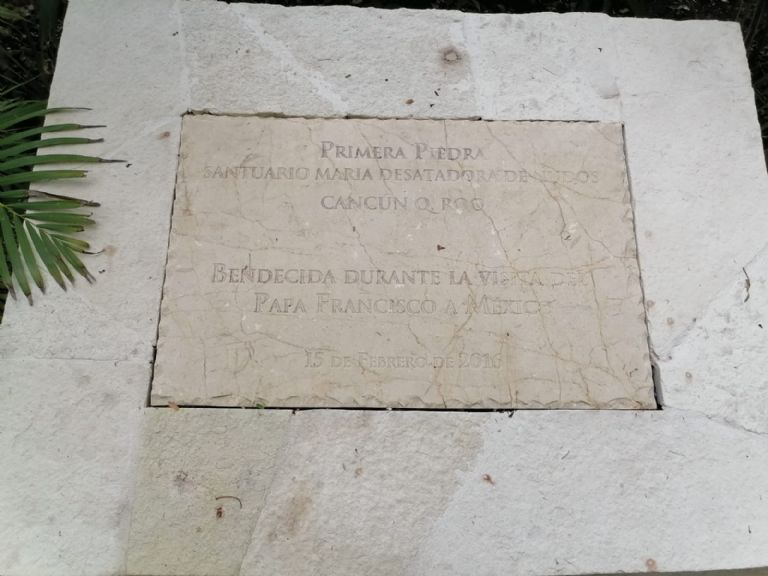 PRIMERA PIEDRA
SANTUARIO MARIA DESATADORA DE NUDOS
CANCÚN Q. ROO
BENDECIDA DURANTE LA VISITA DEL
PAPA FRANCISCO A MÉXICO
15 DE FEBRERO DE 2016